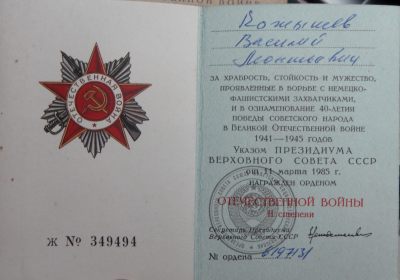 ОТЕЧЕСТВЕННАЯ ВОЙНА
Ж № 349494
Василий
ЗА ХРАБРОСТЬ, СТОЙКОСТЬ И МУЖЕСТВО,
ПРОЯВЛЕННЫЕ В БОРЬБЕ С НЕМЕЦКО-
ФАШИСТСКИМИ ЗАХВАТЧИКАМИ,
И В ОЗНАМЕНОВАНИЕ 40-ЛЕТИЯ
ПОБЕДЫ СОВЕТСКОГО НАРОДА
В ВЕЛИКОЙ ОТЕЧЕСТВЕННОЙ ВОЙНЕ
1941—1945 ГОДОВ
УКАЗОМ ПРЕЗИДИУМА
ВЕРХОВНОГО СОВЕТА СССР
от 11 марта 1985 г.
НАГРАЖДЕН ОРДЕНОМ
ОТЕЧЕСТВЕННОЙ ВОЙНЫ
II степени
Секретарь Президиума
Верховного Совета СССР
№ ордена